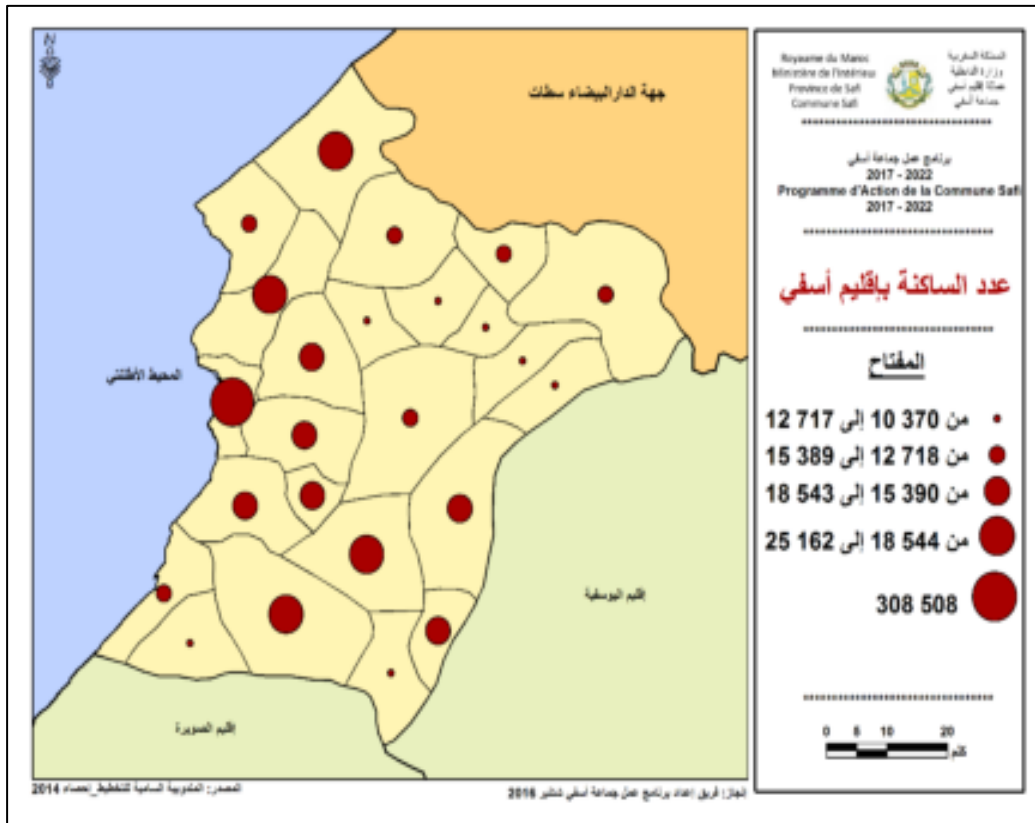 Royaume du Maroc
Ministère de l'Intérieur
Province de Safi
Commune Safi
المملكة المغربية
وزارة الداخلية
عمالة إقليم اسفي
جماعة أسفي
برنامج عمل جماعة أسفي
2017 - 2022
Programme d'Action de la Commune Safi
2017 - 2022
عدد الساكنة بإقليم أسفي
المفتاح
من 10 370 إلى 12 717
من 12 718 إلى 15 389
من 15 390 إلى 18 543
من 18 544 إلى 25 162
308 508
0 5 10 20
كلم
N
جهة الدارالبيضاء سطات
المحيط الأطلنتي
إقليم اليوسفية
إقليم الصويرة
المصدر: المندوبية السامية للتخطيط_إحصاء 2014
إنجاز: فريق إعداد برنامج عمل جماعة أسفي شتنبر 2016